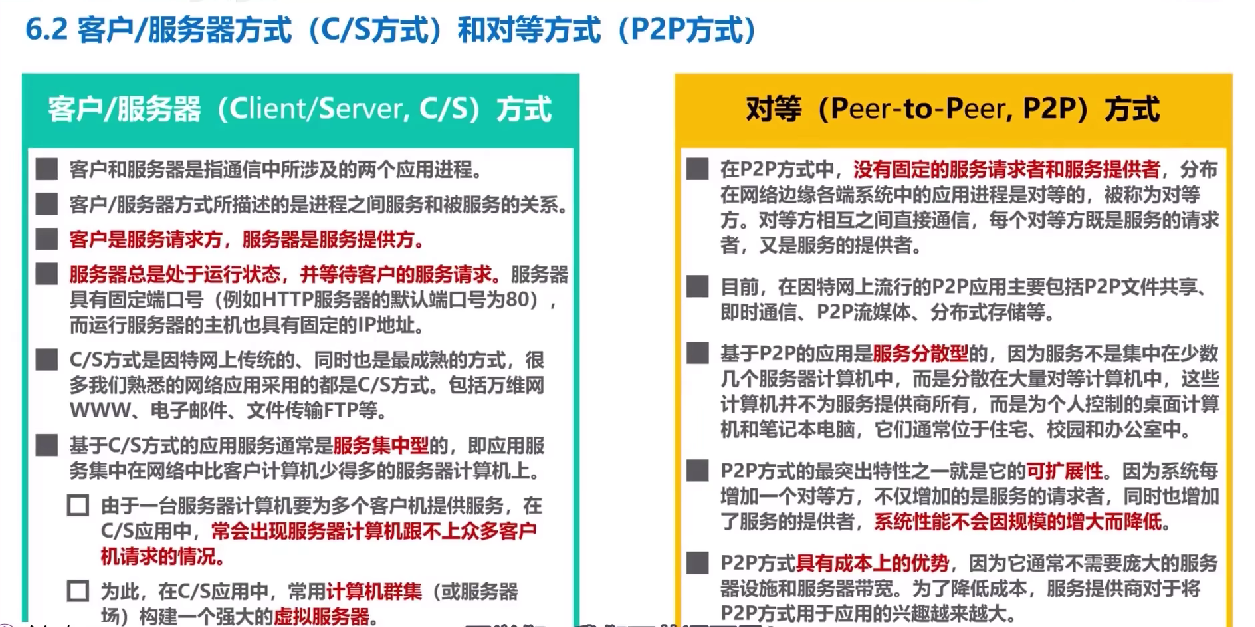 6.2 客户/服务器方式（C/S方式）和对等方式（P2P方式）
客户/服务器（Client/Server, C/S）方式
客户和服务器是指通信中所涉及的两个应用进程。
客户/服务器方式所描述的是进程之间服务和被服务的关系。
客户是服务请求方，服务器是服务提供方。
服务器总是处于运行状态，并等待客户的服务请求。服务器
具有固定端口号（例如HTTP服务器的默认端口号为80），
而运行服务器的主机也具有固定的IP地址。
C/S方式是因特网上传统的、同时也是最成熟的方式，很
多我们熟悉的网络应用采用的都是C/S方式。包括万维网
WWW、电子邮件、文件传输FTP等。
基于C/S方式的应用服务通常是服务集中型的，即应用服
务集中在网络中比客户计算机少得多的服务器计算机上。
由于一台服务器计算机要为多个客户机提供服务，在
C/S应用中，常会出现服务器计算机跟不上众多客户
机请求的情况。
为此，在C/S应用中，常用计算机群集（或服务器
场）构建一个强大的虚拟服务器。
对等（Peer-to-Peer, P2P）方式
在P2P方式中，没有固定的服务请求者和服务提供者，分布
在网络边缘各端系统中的应用进程是对等的，被称为对等
方。对等方相互之间直接通信，每个对等方既是服务的请求
者，又是服务的提供者。
目前，在因特网上流行的P2P应用主要包括P2P文件共享、
即时通信、P2P流媒体、分布式存储等。
基于P2P的应用是服务分散型的，因为服务不是集中在少数
几个服务器计算机中，而是分散在大量对等计算机中，这些
计算机并不为服务提供商所有，而是为个人控制的桌面计算
机和笔记本电脑，它们通常位于住宅、校园和办公室中。
P2P方式的最突出特性之一就是它的可扩展性。因为系统每
增加一个对等方，不仅增加的是服务的请求者，同时也增加
了服务的提供者，系统性能不会因规模的增大而降低。
P2P方式具有成本上的优势，因为它通常不需要庞大的服务
器设施和服务器带宽。为了降低成本，服务提供商对于将
P2P方式用于应用的兴趣越来越大。